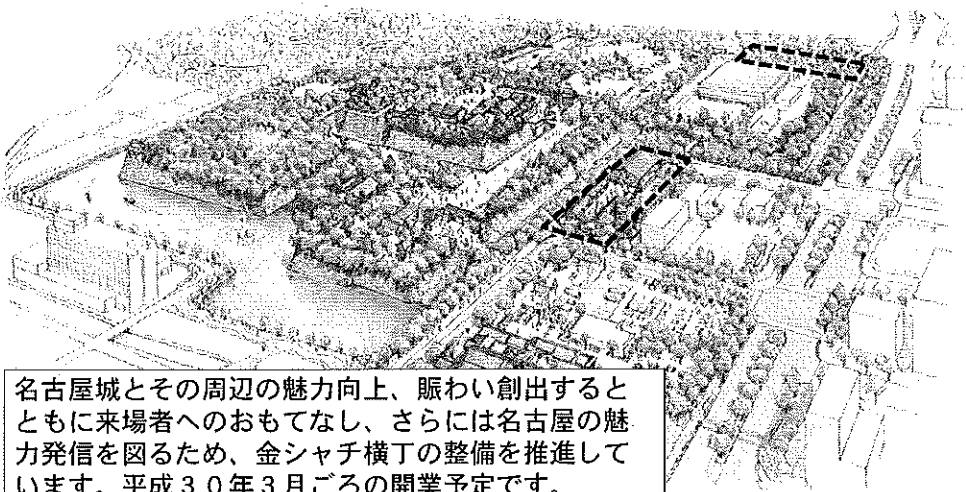 名古屋城とその周辺の魅力向上、賑わい創出すると
ともに来場者へのおもてなし、さらには名古屋の魅
力発信を図るため、金シャチ横丁の整備を推進して
います。平成３０年３月ごろの開業予定です。